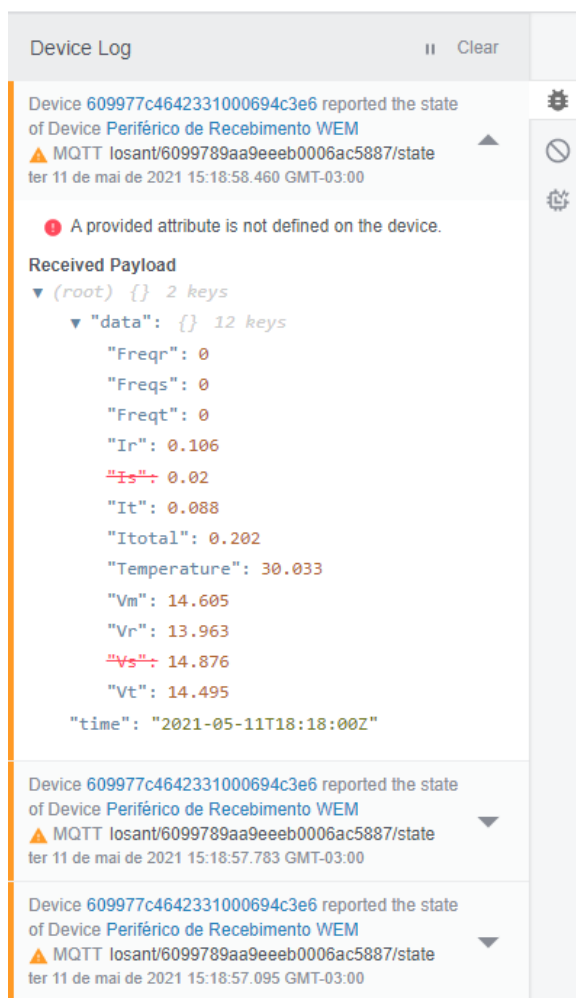 Device Log
Clear
Device 609977c4642331000694c3e6 reported the state
of Device Periférico de Recebimento WEM
MQTT losant/6099789aa9eeeb0006ac5887/state
ter 11 de mai de 2021 15:18:58.460 GMT-03:00
A provided attribute is not defined on the device.
Received Payload
(root) {} 2 keys
"data": {} 12 keys
"Freqr": 0
"Freqs": 0
"Freqt": 0
"Ir": 0.106
"Is": 0.02
"It": 0.088
"Itotal": 0.202
"Temperature": 30.033
"Vm": 14.605
"Vr": 13.963
"Vs": 14.876
"Vt": 14.495
"time": "2021-05-11T18:18:00Z"
Device 609977c4642331000694c3e6 reported the state
of Device Periférico de Recebimento WEM
MQTT losant/6099789aa9eeeb0006ac5887/state
ter 11 de mai de 2021 15:18:57.783 GMT-03:00
Device 609977c4642331000694c3e6 reported the state
of Device Periférico de Recebimento WEM
MQTT losant/6099789aa9eeeb0006ac5887/state
ter 11 de mai de 2021 15:18:57.095 GMT-03:00